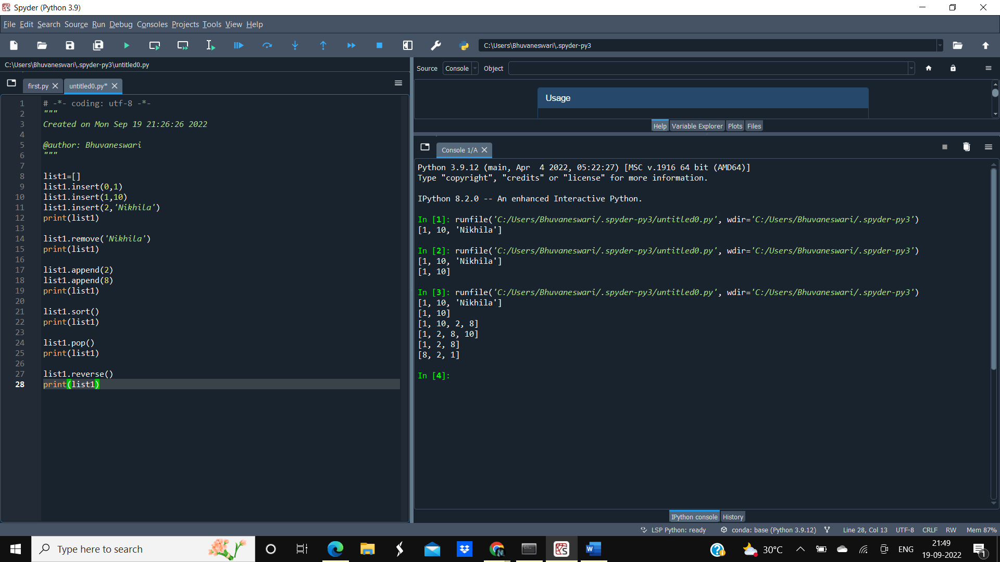 Spyder (Python 3.9)
File Edit Search Source Run Debug Consoles Projects Tools View Help
C:\Users\Bhuvaneswari\.spyder-py3
C:\Users\Bhuvaneswari\.spyder-py3\untitled0.py
first.py
untitled0.py*
1 # -*- coding: utf-8 -*-
2 """
3 Created on Mon Sep 19 21:26:26 2022
4
5 @author: Bhuvaneswari
6 """
7
8 list1=[]
9 list1.insert(0,1)
10 list1.insert(1,10)
11 list1.insert(2,'Nikhila')
12 print(list1)
13
14 list1.remove('Nikhila')
15 print(list1)
16
17 list1.append(2)
18 list1.append(8)
19 print(list1)
20
21 list1.sort()
22 print(list1)
23
24 list1.pop()
25 print(list1)
26
27 list1.reverse()
28 print(list1)
Source Console Object
Usage
Help Variable Explorer Plots Files
Console 1/A
Python 3.9.12 (main, Apr  4 2022, 05:22:27) [MSC v.1916 64 bit (AMD64)]
Type "copyright", "credits" or "license" for more information.
IPython 8.2.0 -- An enhanced Interactive Python.
In [1]: runfile('C:/Users/Bhuvaneswari/.spyder-py3/untitled0.py', wdir='C:/Users/Bhuvaneswari/.spyder-py3')
[1, 10, 'Nikhila']
In [2]: runfile('C:/Users/Bhuvaneswari/.spyder-py3/untitled0.py', wdir='C:/Users/Bhuvaneswari/.spyder-py3')
[1, 10, 'Nikhila']
[1, 10]
In [3]: runfile('C:/Users/Bhuvaneswari/.spyder-py3/untitled0.py', wdir='C:/Users/Bhuvaneswari/.spyder-py3')
[1, 10, 'Nikhila']
[1, 10]
[1, 10, 2, 8]
[1, 2, 8, 10]
[1, 2, 8]
[8, 2, 1]
In [4]:
IPython console History
LSP Python: ready conda: base (Python 3.9.12) Line 28, Col 13 UTF-8 CRLF RW Mem 87%
Type here to search
30°C
ENG
21:49
19-09-2022
1